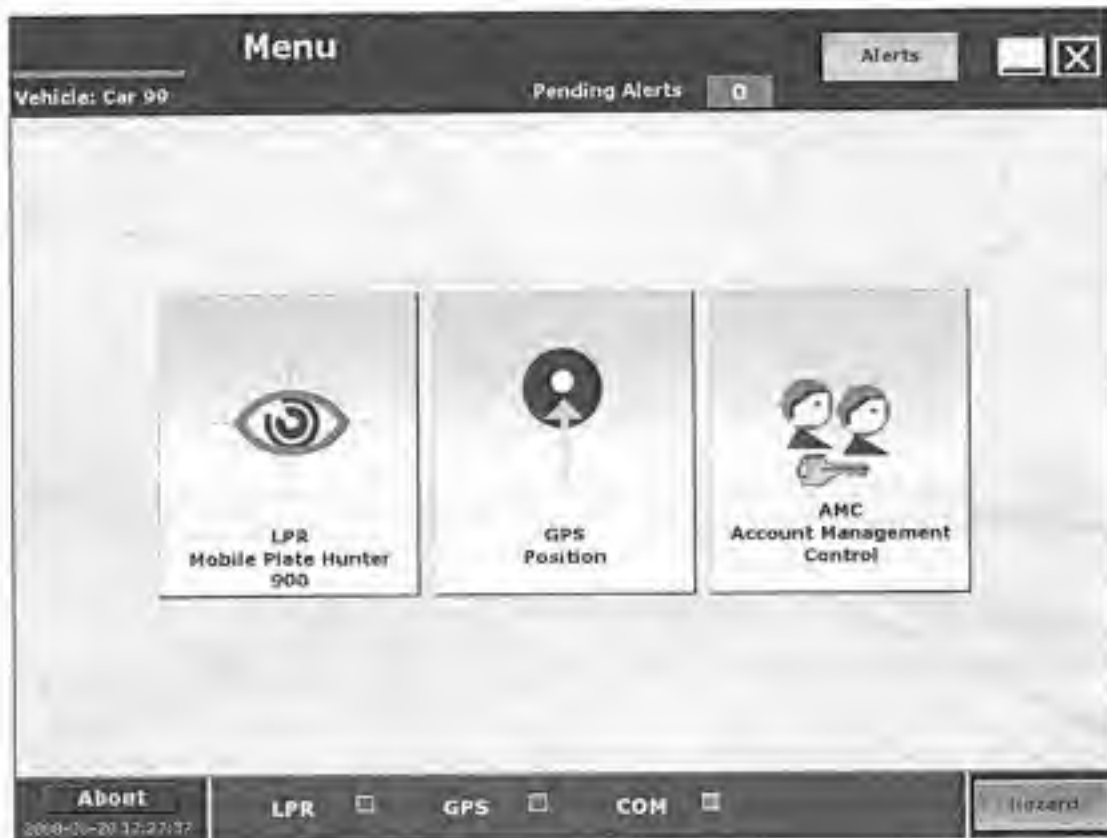 Menu
Alerts
Vehicle: Car 99
Pending Alerts 0
LPR
Mobile Plate Hunter
900
GPS
Position
AMC
Account Management
Control
About
LPR GPS COM